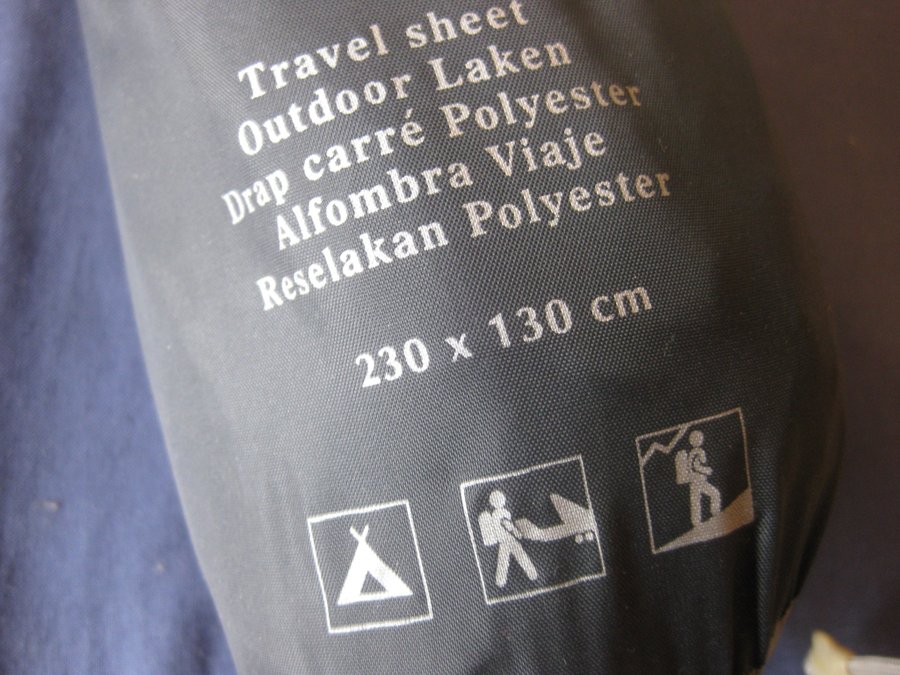 Travel sheet
Outdoor Laken
Drap carré Polyester
Alfombra Viaje
Reselakan Polyester
230 x 130 cm